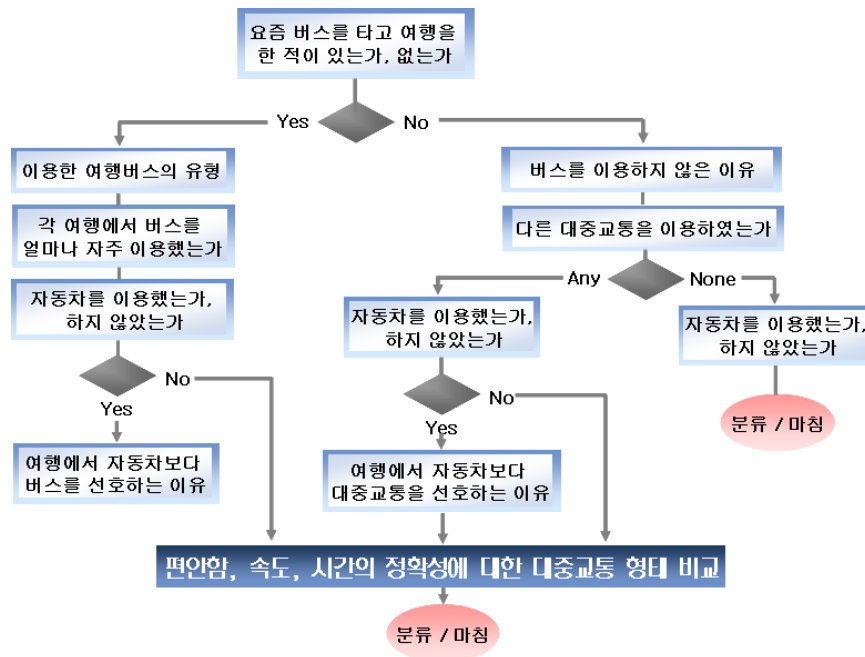 요즘 버스를 타고 여행을
한 적이 있는가, 없는가
Yes
No
이용한 여행버스의 유형
각 여행에서 버스를
얼마나 자주 이용했는가
자동차를 이용했는가,
하지 않았는가
No
Yes
여행에서 자동차보다
버스를 선호하는 이유
버스를 이용하지 않은 이유
다른 대중교통을 이용하였는가
Any
None
자동차를 이용했는가,
하지 않았는가
No
Yes
여행에서 자동차보다
대중교통을 선호하는 이유
자동차를 이용했는가,
하지 않았는가
분류 / 마침
편안함, 속도, 시간의 정확성에 대한 대중교통 형태 비교
분류 / 마침